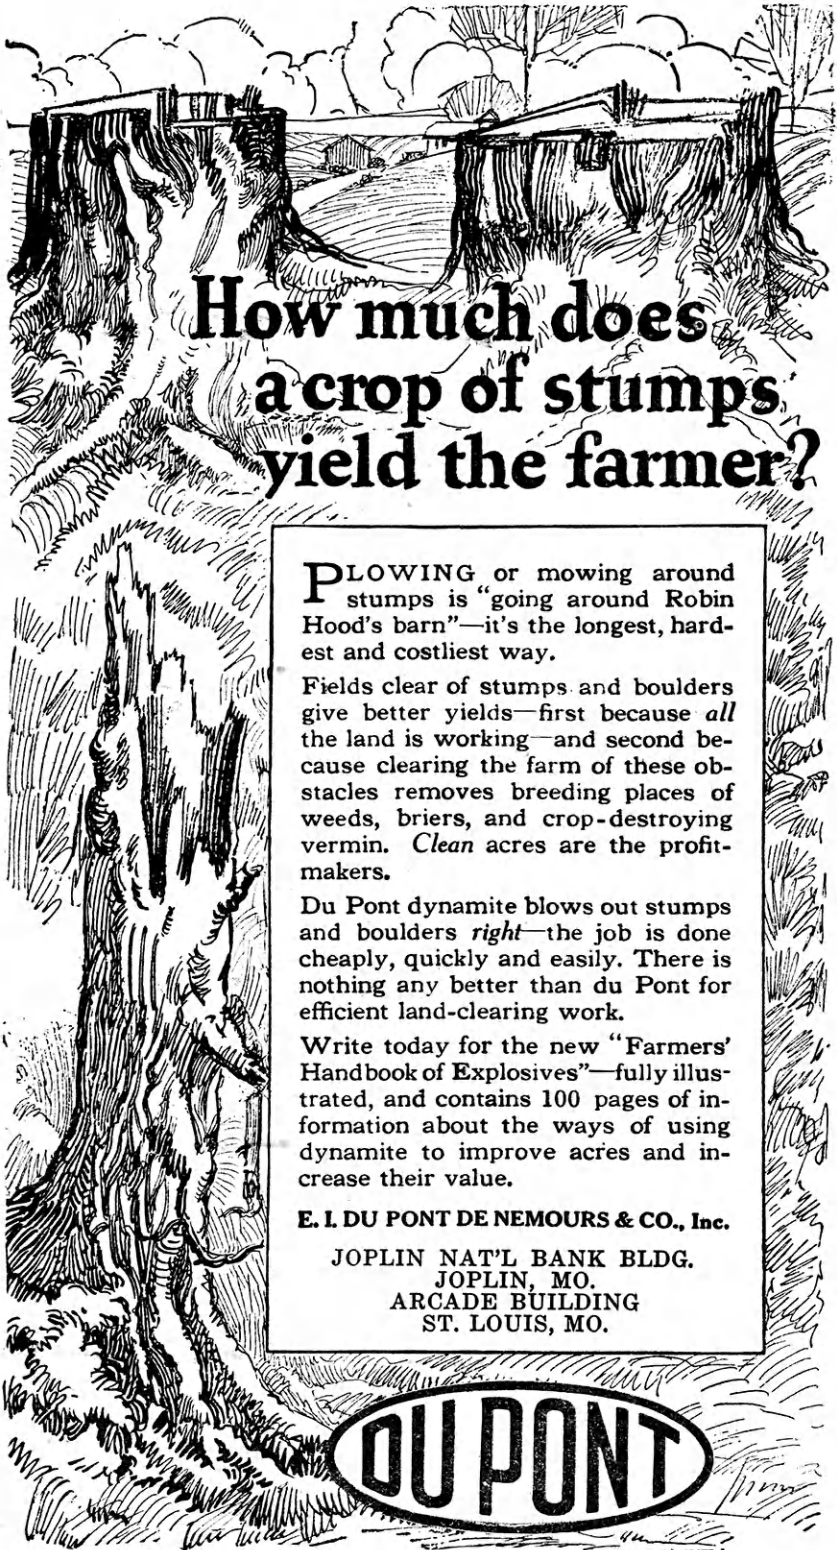 How much does
a crop of stumps
yield the farmer?
PLOWING or mowing around
stumps is "going around Robin
Hood's barn"—it's the longest, hard-
est and costliest way.
Fields clear of stumps and boulders
give better yields—first because all
the land is working—and second be-
cause clearing the farm of these ob-
stacles removes breeding places of
weeds, briers, and crop-destroying
vermin. Clean acres are the profit-
makers.
Du Pont dynamite blows out stumps
and boulders right—the job is done
cheaply, quickly and easily. There is
nothing any better than du Pont for
efficient land-clearing work.
Write today for the new "Farmers'
Handbook of Explosives"—fully illus-
trated, and contains 100 pages of in-
formation about the ways of using
dynamite to improve acres and in-
crease their value.
E. I. DU PONT DE NEMOURS & CO., Inc.
JOPLIN NAT'L BANK BLDG.
JOPLIN, MO.
ARCADE BUILDING
ST. LOUIS, MO.
DU PONT